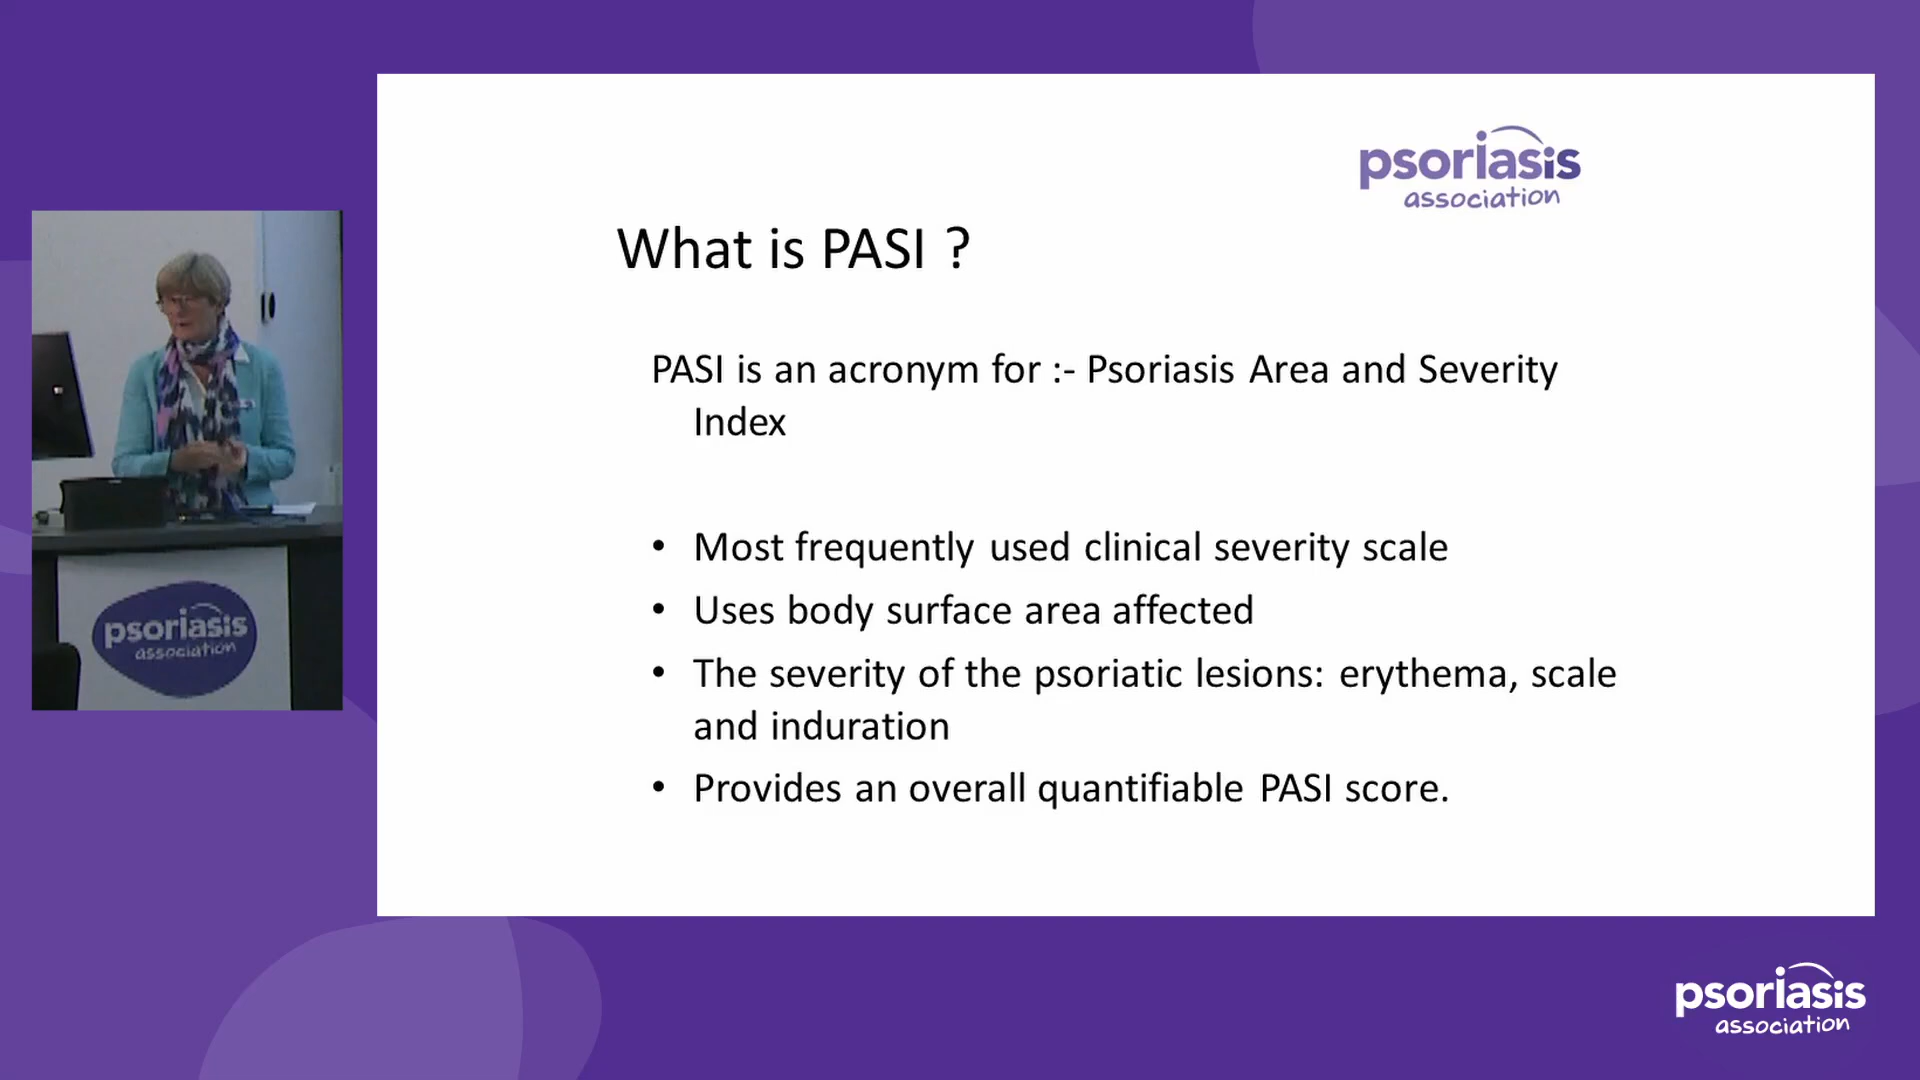 psoriasis
association
What is PASI ?
PASI is an acronym for :- Psoriasis Area and Severity
Index
• Most frequently used clinical severity scale
• Uses body surface area affected
• The severity of the psoriatic lesions: erythema, scale
and induration
• Provides an overall quantifiable PASI score.
psoriasis
association
psoriasis
association